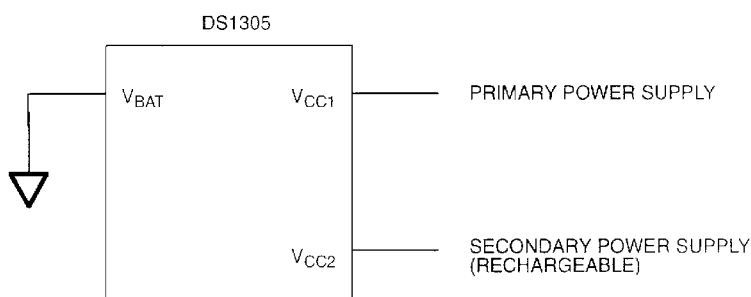 DS1305
VBAT
VCC1
PRIMARY POWER SUPPLY
VCC2
SECONDARY POWER SUPPLY
(RECHARGEABLE)